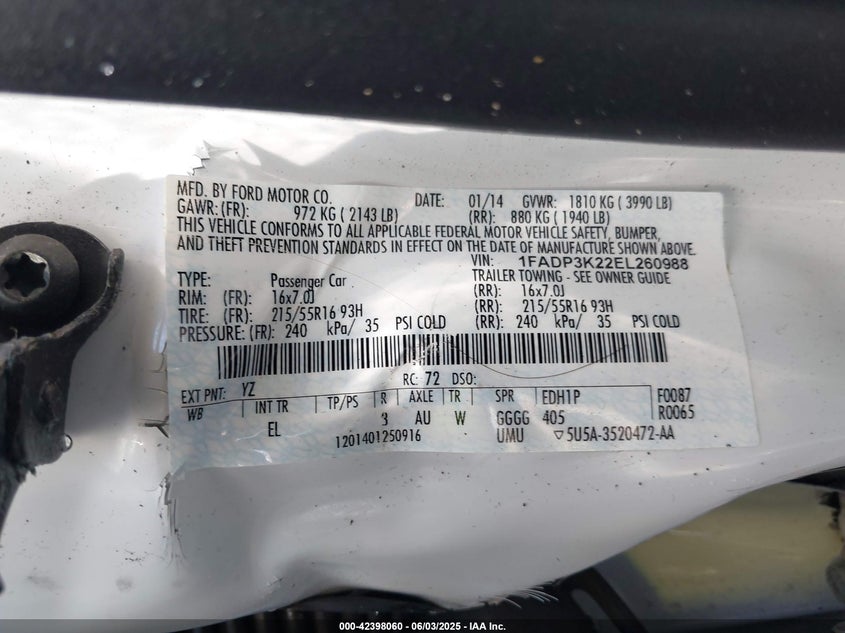 MFD. BY FORD MOTOR CO. DATE: 01/14 GVWR: 1810 KG ( 3990 LB)
GAWR: (FR): 972 KG ( 2143 LB) (RR): 880 KG ( 1940 LB)
THIS VEHICLE CONFORMS TO ALL APPLICABLE FEDERAL MOTOR VEHICLE SAFETY, BUMPER,
AND THEFT PREVENTION STANDARDS IN EFFECT ON THE DATE OF MANUFACTURE SHOWN ABOVE.
VIN: 1FADP3K22EL260988
TYPE: Passenger Car TRAILER TOWING - SEE OWNER GUIDE
RIM: (FR): 16x7.0J (RR): 16x7.0J
TIRE: (FR): 215/55R16 93H (RR): 215/55R16 93H
PRESSURE: (FR): 240 kPa/ 35 PSI COLD (RR): 240 kPa/ 35 PSI COLD
RC: 72 DSO:
EXT PNT: YZ
WB INT TR TP/PS R AXLE TR SPR EDH1P F0087
EL 3 AU W GGGG 405 R0065
1201401250916 UMU ▽5U5A-3520472-AA
000-42398060 - 06/03/2025 - IAA Inc.